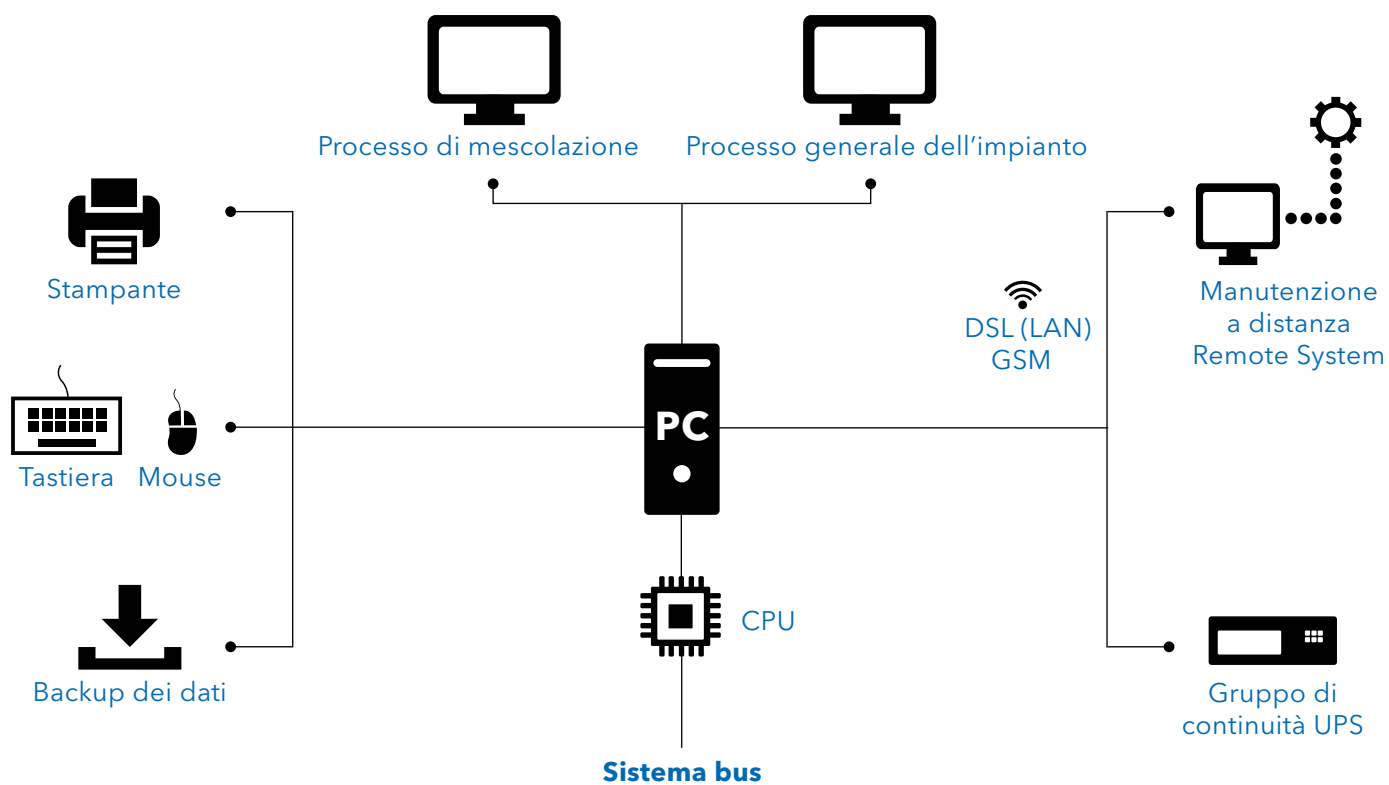 Processo di mescolazione
Processo generale dell’impianto
Stampante
DSL (LAN)
GSM
Manutenzione
a distanza
Remote System
PC
Tastiera
Mouse
CPU
Backup dei dati
Gruppo di
continuità UPS
Sistema bus